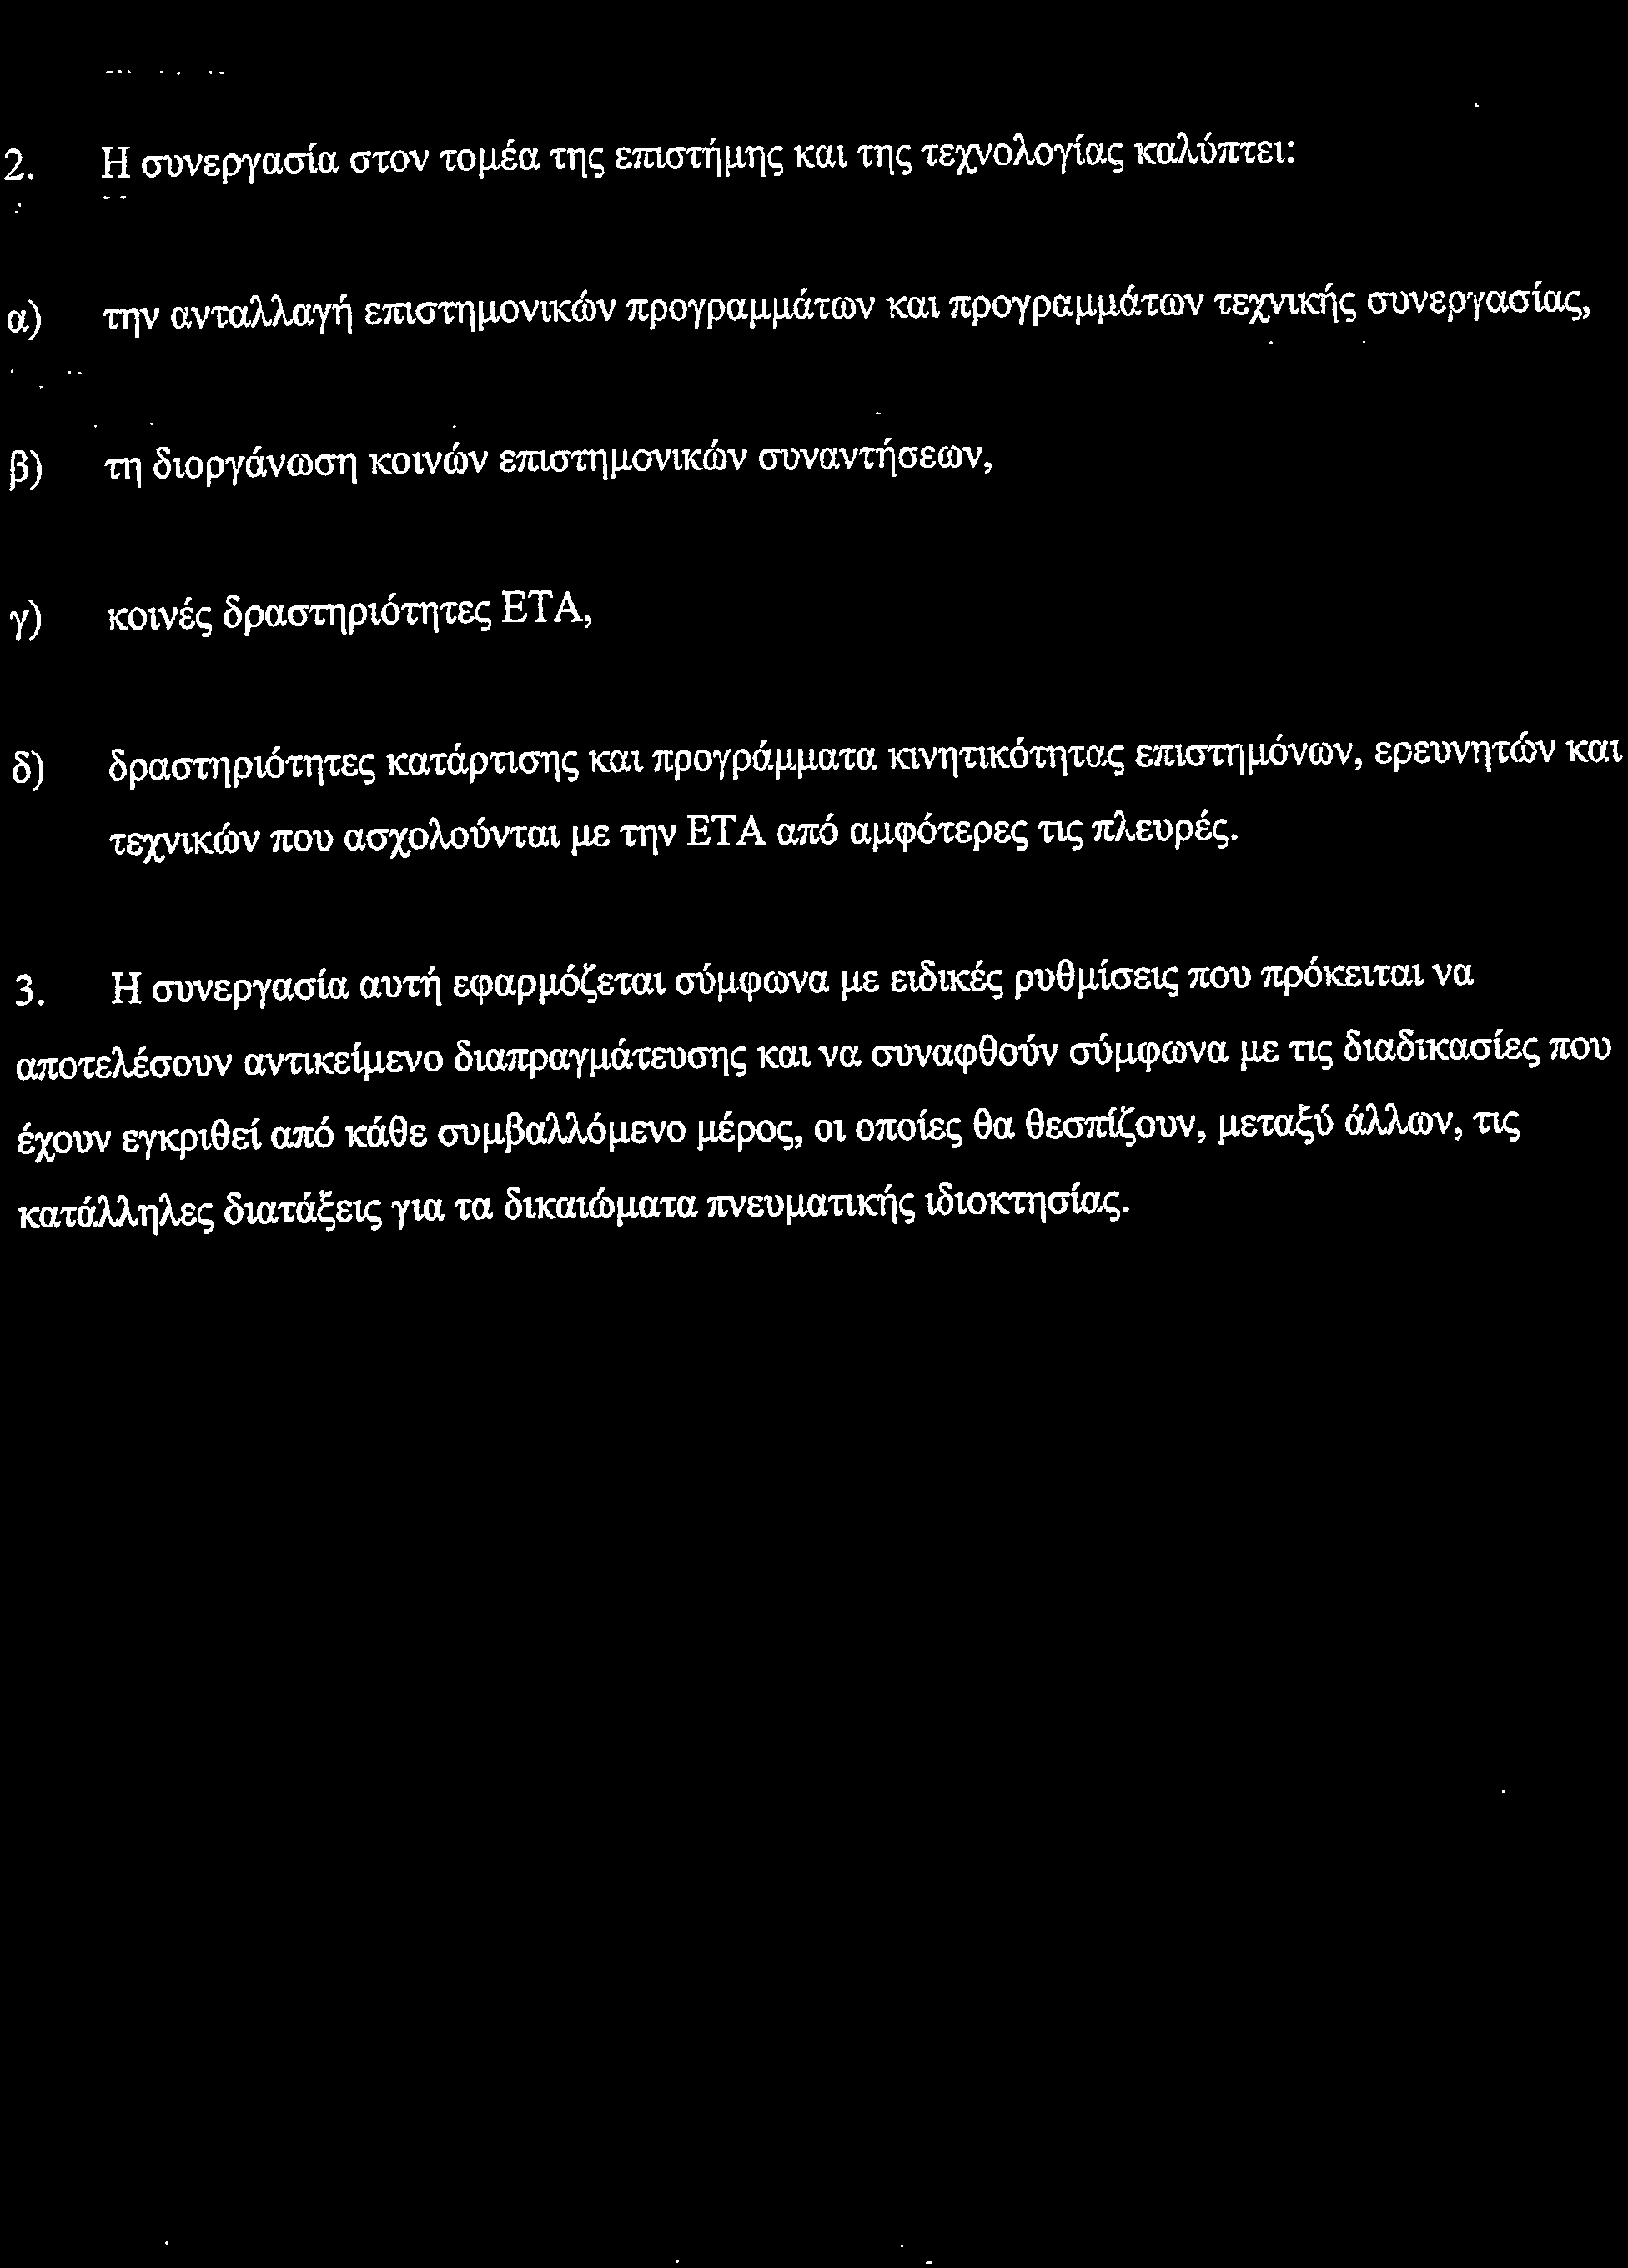 2. Η συνεργασία στον τομέα της επιστήμης και της τεχνολογίας καλύπτει:
α) την ανταλλαγή επιστημονικών προγραμμάτων και προγραμμάτων τεχνικής συνεργασίας,
β) τη διοργάνωση κοινών επιστημονικών συναντήσεων,
γ) κοινές δραστηριότητες ΕΤΑ,
δ) δραστηριότητες κατάρτισης και προγράμματα κινητικότητας επιστημόνων, ερευνητών και
τεχνικών που ασχολούνται με την ΕΤΑ από αμφότερες τις πλευρές.
3. Η συνεργασία αυτή εφαρμόζεται σύμφωνα με ειδικές ρυθμίσεις που πρόκειται να
αποτελέσουν αντικείμενο διαπραγμάτευσης και να συναφθούν σύμφωνα με τις διαδικασίες που
έχουν εγκριθεί από κάθε συμβαλλόμενο μέρος, οι οποίες θα θεσπίζουν, μεταξύ άλλων, τις
κατάλληλες διατάξεις για τα δικαιώματα πνευματικής ιδιοκτησίας.